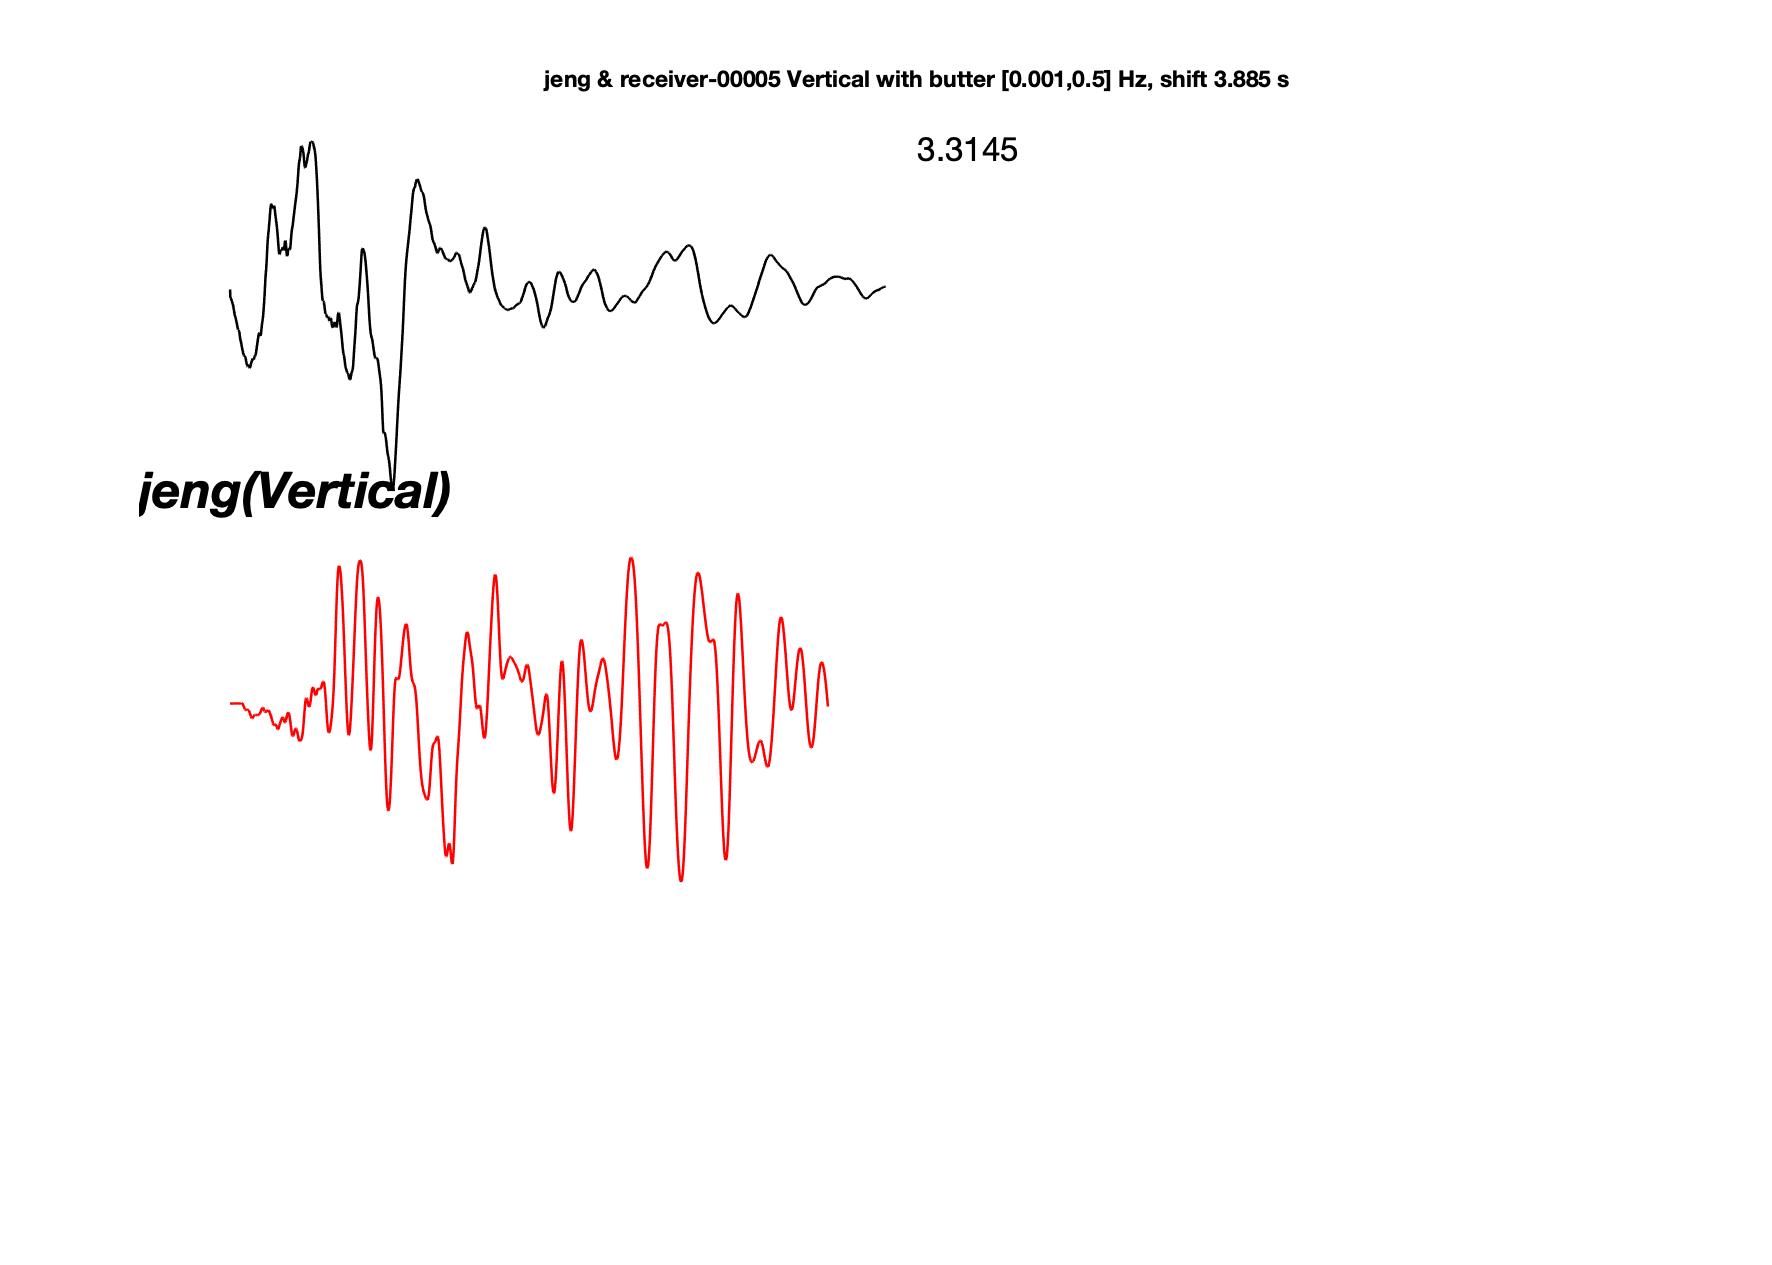 jeng & receiver-00005 Vertical with butter [0.001,0.5] Hz, shift 3.885 s
3.3145
jeng(Vertical)